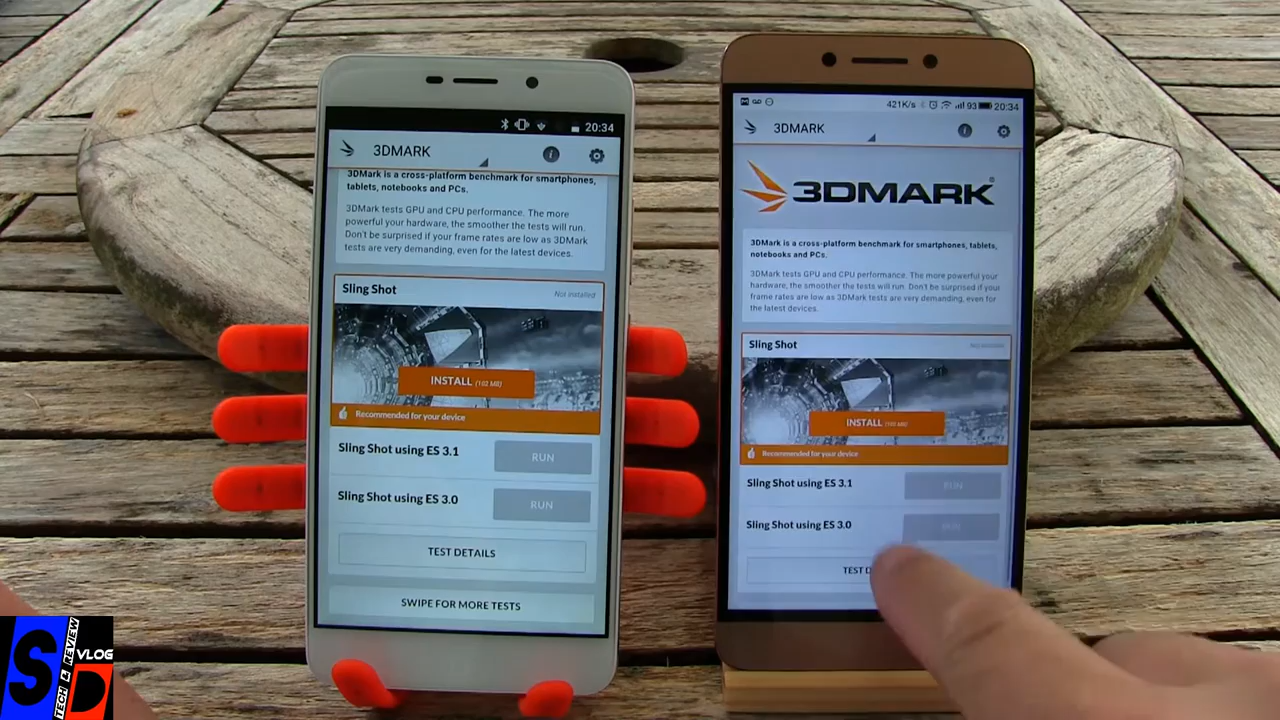 20:34
3DMARK
3DMark is a cross-platform benchmark for smartphones,
tablets, notebooks and PCs.
3DMark tests GPU and CPU performance. The more
powerful your hardware, the smoother the tests will run.
Don't be surprised if your frame rates are low as 3DMark
tests are very demanding, even for the latest devices.
Sling Shot
Not installed
INSTALL (102 MB)
Recommended for your device
Sling Shot using ES 3.1
RUN
Sling Shot using ES 3.0
RUN
TEST DETAILS
SWIPE FOR MORE TESTS
421K/s 93 20:34
3DMARK
3DMARK
3DMark is a cross-platform benchmark for smartphones, tablets,
notebooks and PCs.
3DMark tests GPU and CPU performance. The more powerful your
hardware, the smoother the tests will run. Don't be surprised if your
frame rates are low as 3DMark tests are very demanding, even for
the latest devices.
Sling Shot
Not installed
INSTALL (102 MB)
Recommended for your device
Sling Shot using ES 3.1
RUN
Sling Shot using ES 3.0
TEST D
SD
TECH & REVIEW
VLOG